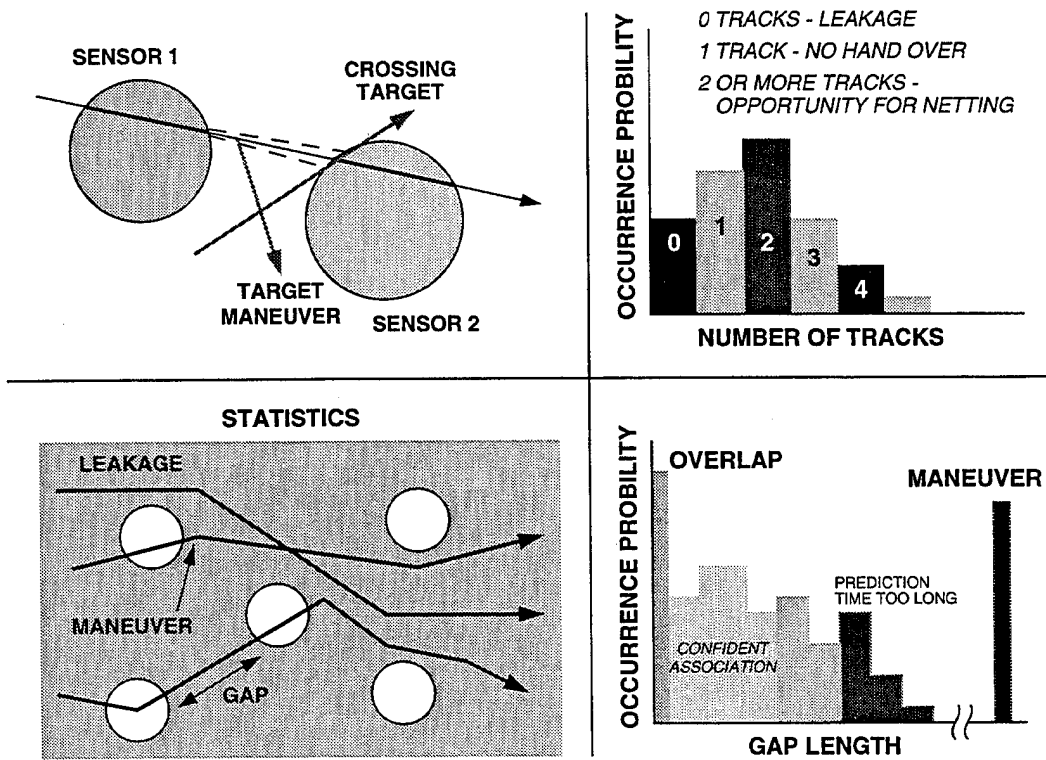 SENSOR 1
CROSSING
TARGET
TARGET
MANEUVER
SENSOR 2
0 TRACKS - LEAKAGE
1 TRACK - NO HAND OVER
2 OR MORE TRACKS -
OPPORTUNITY FOR NETTING
OCCURRENCE PROBILITY
0
1
2
3
4
NUMBER OF TRACKS
STATISTICS
LEAKAGE
MANEUVER
GAP
OCCURRENCE PROBILITY
OVERLAP
MANEUVER
PREDICTION
TIME TOO LONG
CONFIDENT
ASSOCIATION
GAP LENGTH